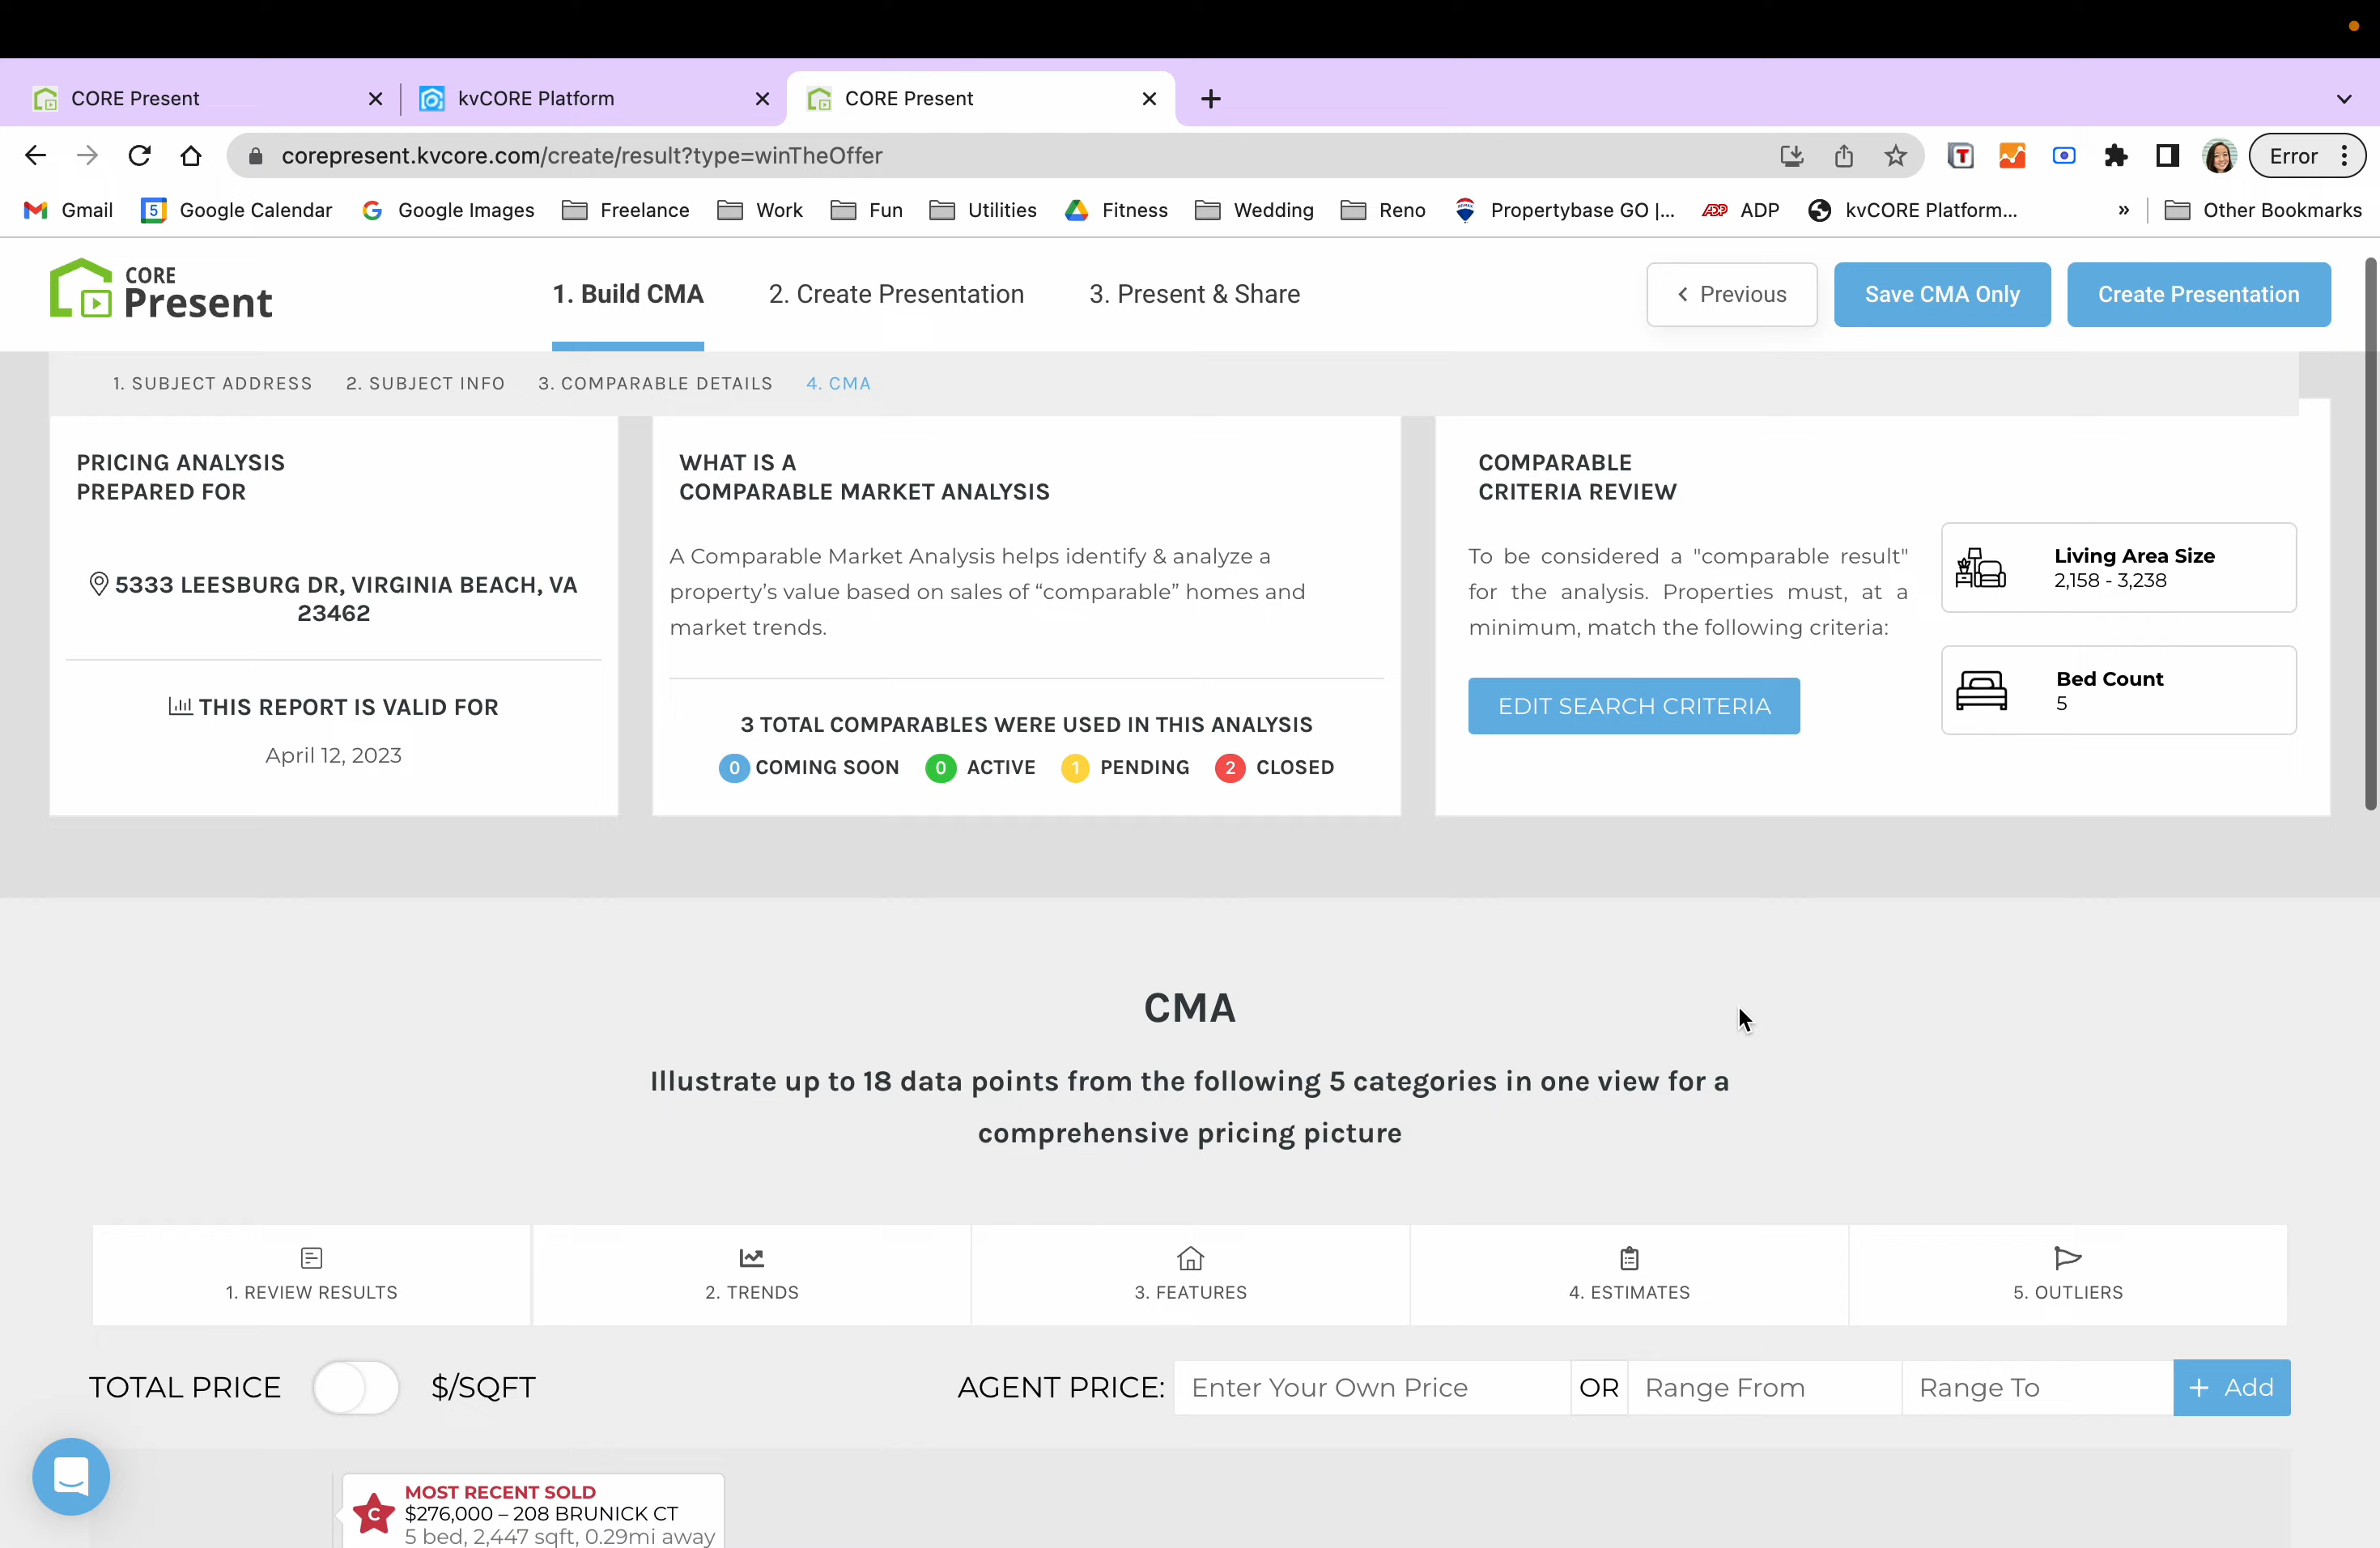 CORE Present
kvCORE Platform
CORE Present
corepresent.kvcore.com/create/result?type=winTheOffer
T
Error
Gmail
5
Google Calendar
Google Images
Freelance
Work
Fun
Utilities
Fitness
Wedding
Reno
Propertybase GO |...
ADP
kvCORE Platform...
»
Other Bookmarks
CORE
Present
1. Build CMA
2. Create Presentation
3. Present & Share
Previous
Save CMA Only
Create Presentation
1. SUBJECT ADDRESS
2. SUBJECT INFO
3. COMPARABLE DETAILS
4. CMA
PRICING ANALYSIS
PREPARED FOR
5333 LEESBURG DR, VIRGINIA BEACH, VA
23462
THIS REPORT IS VALID FOR
April 12, 2023
WHAT IS A
COMPARABLE MARKET ANALYSIS
A Comparable Market Analysis helps identify & analyze a
property’s value based on sales of “comparable” homes and
market trends.
3 TOTAL COMPARABLES WERE USED IN THIS ANALYSIS
0 COMING SOON
0 ACTIVE
1 PENDING
2 CLOSED
COMPARABLE
CRITERIA REVIEW
To be considered a "comparable result"
for the analysis. Properties must, at a
minimum, match the following criteria:
EDIT SEARCH CRITERIA
Living Area Size
2,158 - 3,238
Bed Count
5
CMA
Illustrate up to 18 data points from the following 5 categories in one view for a
comprehensive pricing picture
1. REVIEW RESULTS
2. TRENDS
3. FEATURES
4. ESTIMATES
5. OUTLIERS
TOTAL PRICE
$/SQFT
AGENT PRICE:
Enter Your Own Price
OR
Range From
Range To
+ Add
C
MOST RECENT SOLD
$276,000 – 208 BRUNICK CT
5 bed, 2,447 sqft, 0.29mi away